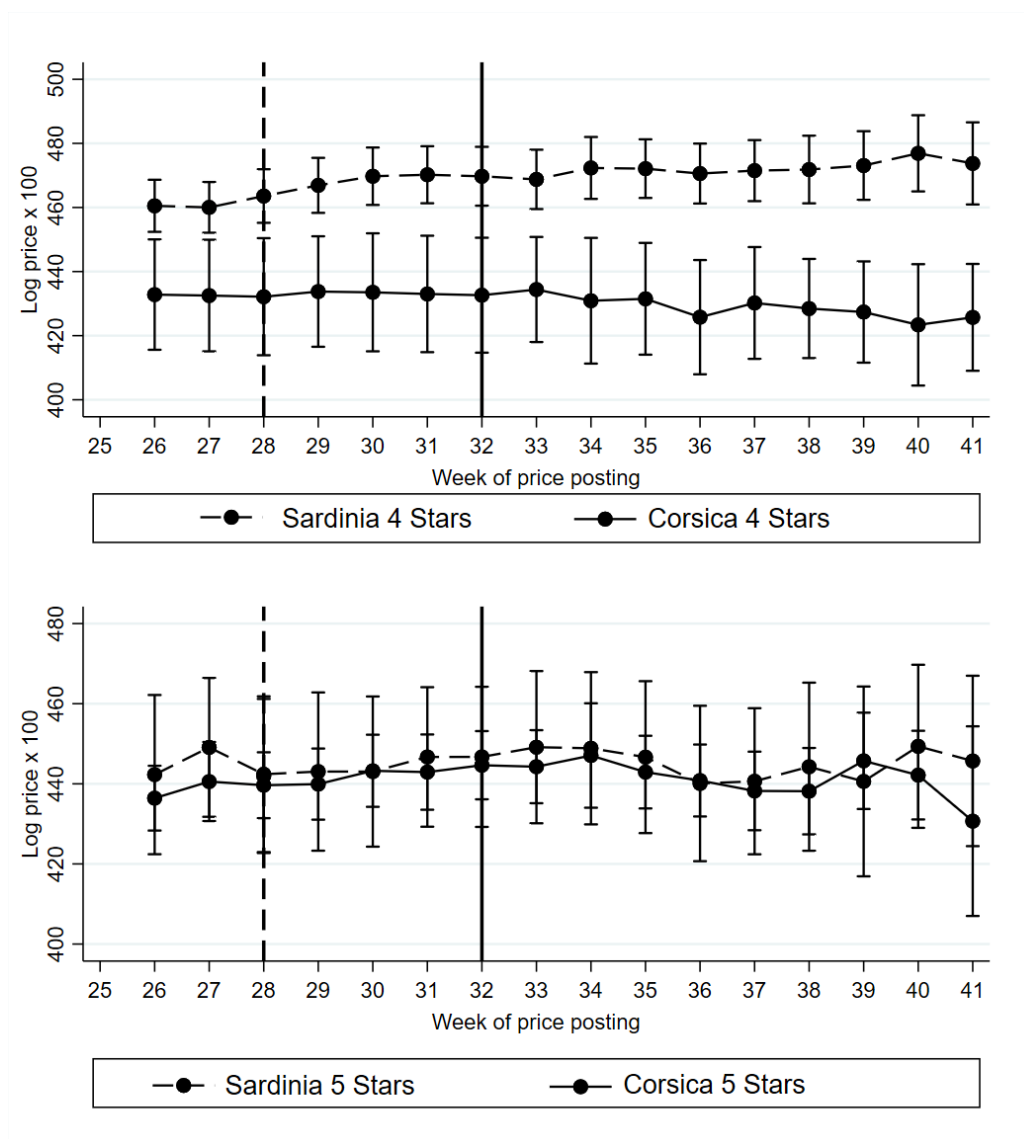 500
480
460
440
420
400
Log price x 100
25 26 27 28 29 30 31 32 33 34 35 36 37 38 39 40 41
Week of price posting
Sardinia 4 Stars Corsica 4 Stars
480
460
440
420
400
Log price x 100
25 26 27 28 29 30 31 32 33 34 35 36 37 38 39 40 41
Week of price posting
Sardinia 5 Stars Corsica 5 Stars